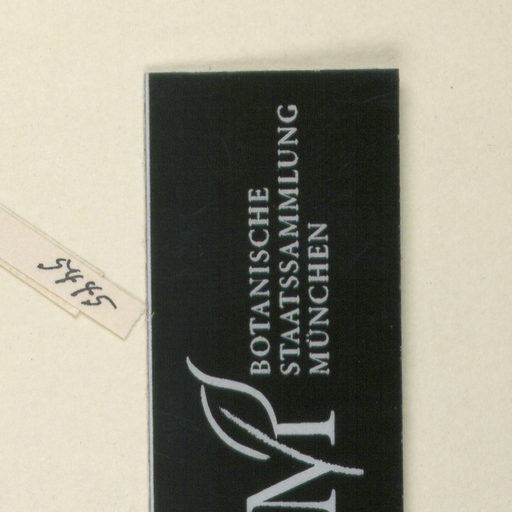 BOTANISCHE
STAATSSAMMLUNG
MÜNCHEN
M
5445